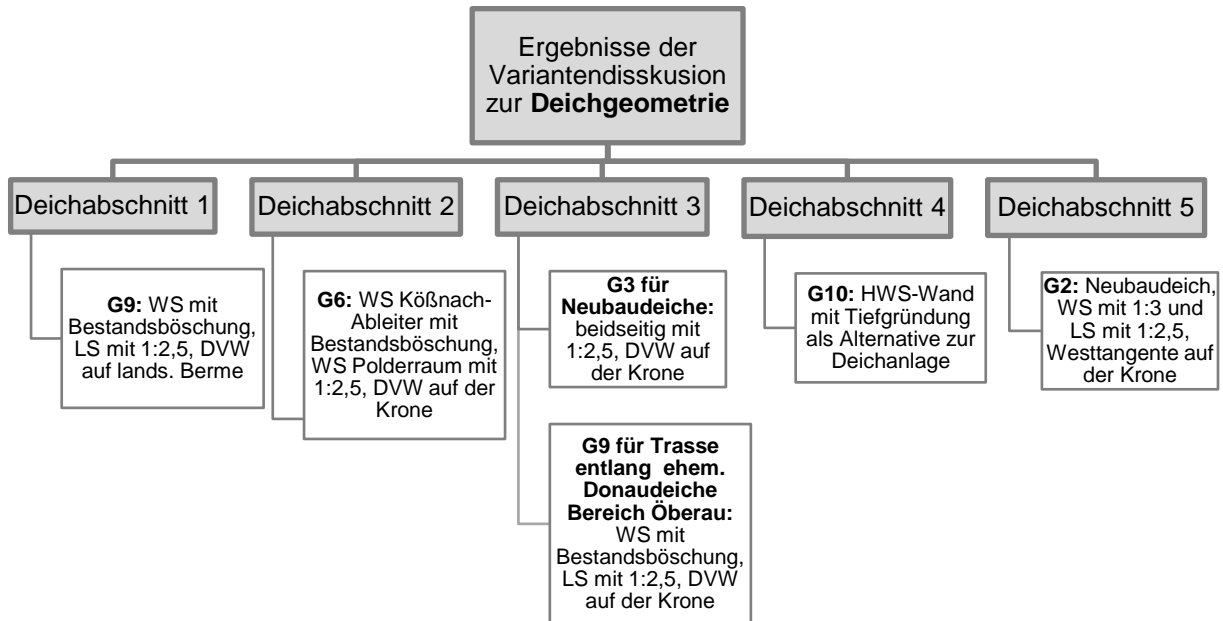 Ergebnisse der
Variantendisskusion
zur Deichgeometrie
Deichabschnitt 1
Deichabschnitt 2
Deichabschnitt 3
Deichabschnitt 4
Deichabschnitt 5
G9: WS mit
Bestandsböschung,
LS mit 1:2,5, DVW
auf lands. Berme
G6: WS Kößnach-
Ableiter mit
Bestandsböschung,
WS Polderraum mit
1:2,5, DVW auf der
Krone
G3 für
Neubaudeiche:
beidseitig mit
1:2,5, DVW auf
der Krone
G9 für Trasse
entlang ehem.
Donaudeiche
Bereich Öberau:
WS mit
Bestandsböschung,
LS mit 1:2,5, DVW
auf der Krone
G10: HWS-Wand
mit Tiefgründung
als Alternative zur
Deichanlage
G2: Neubaudeich,
WS mit 1:3 und
LS mit 1:2,5,
Westtangente auf
der Krone